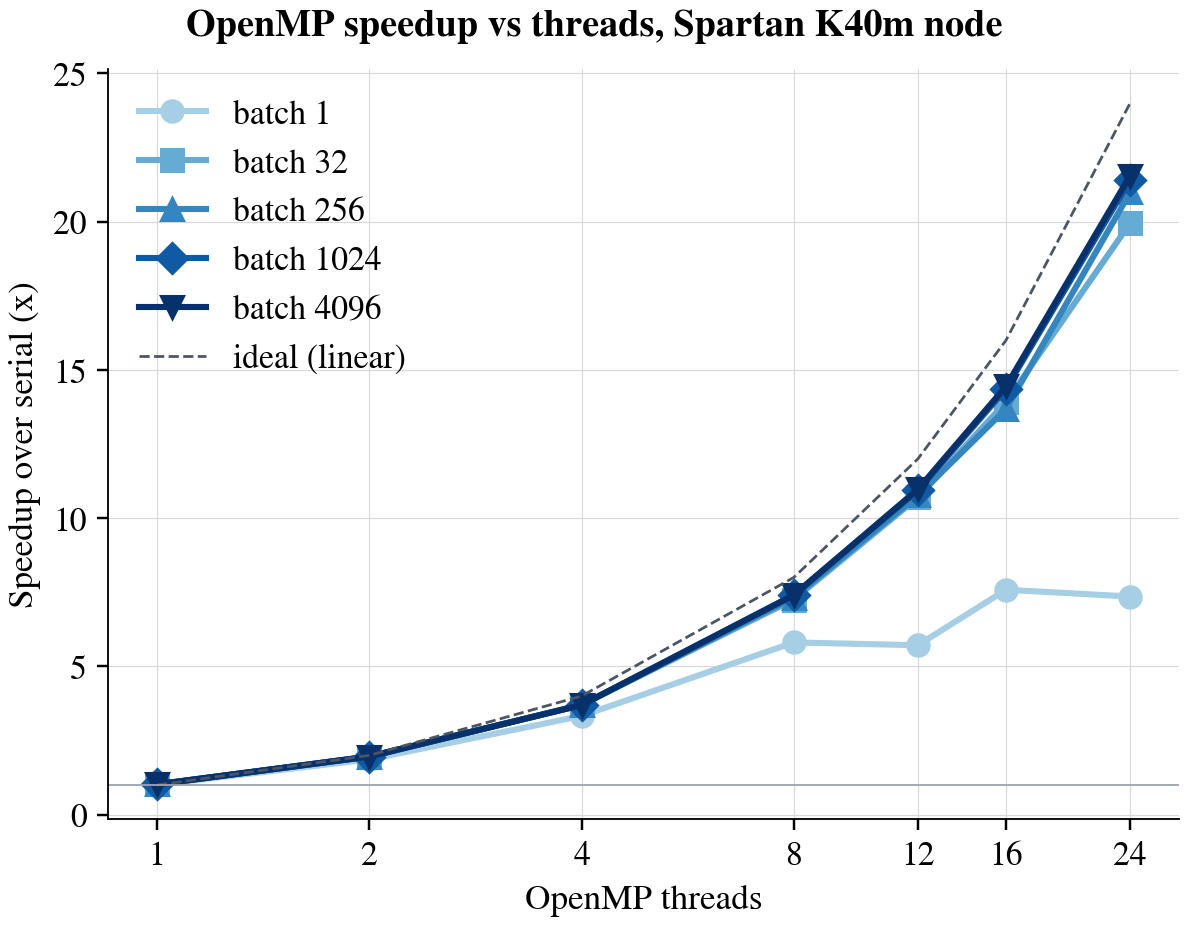 OpenMP speedup vs threads, Spartan K40m node
25
20
15
10
5
0
Speedup over serial (x)
batch 1
batch 32
batch 256
batch 1024
batch 4096
ideal (linear)
1 2 4 8 12 16 24
OpenMP threads